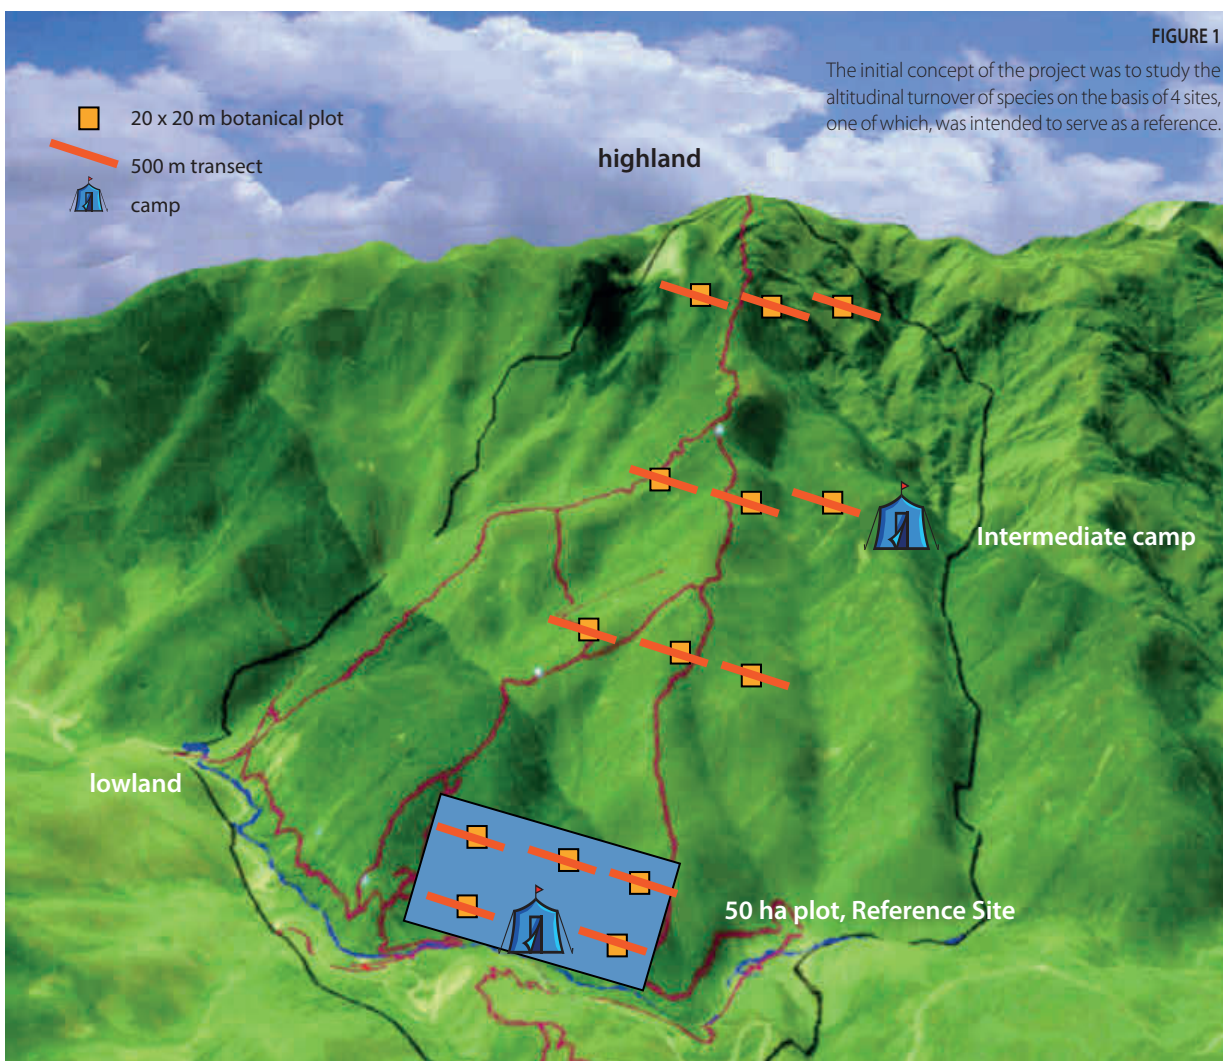 FIGURE 1
The initial concept of the project was to study the
altitudinal turnover of species on the basis of 4 sites,
one of which, was intended to serve as a reference.
20 x 20 m botanical plot
500 m transect
camp
highland
Intermediate camp
lowland
50 ha plot, Reference Site